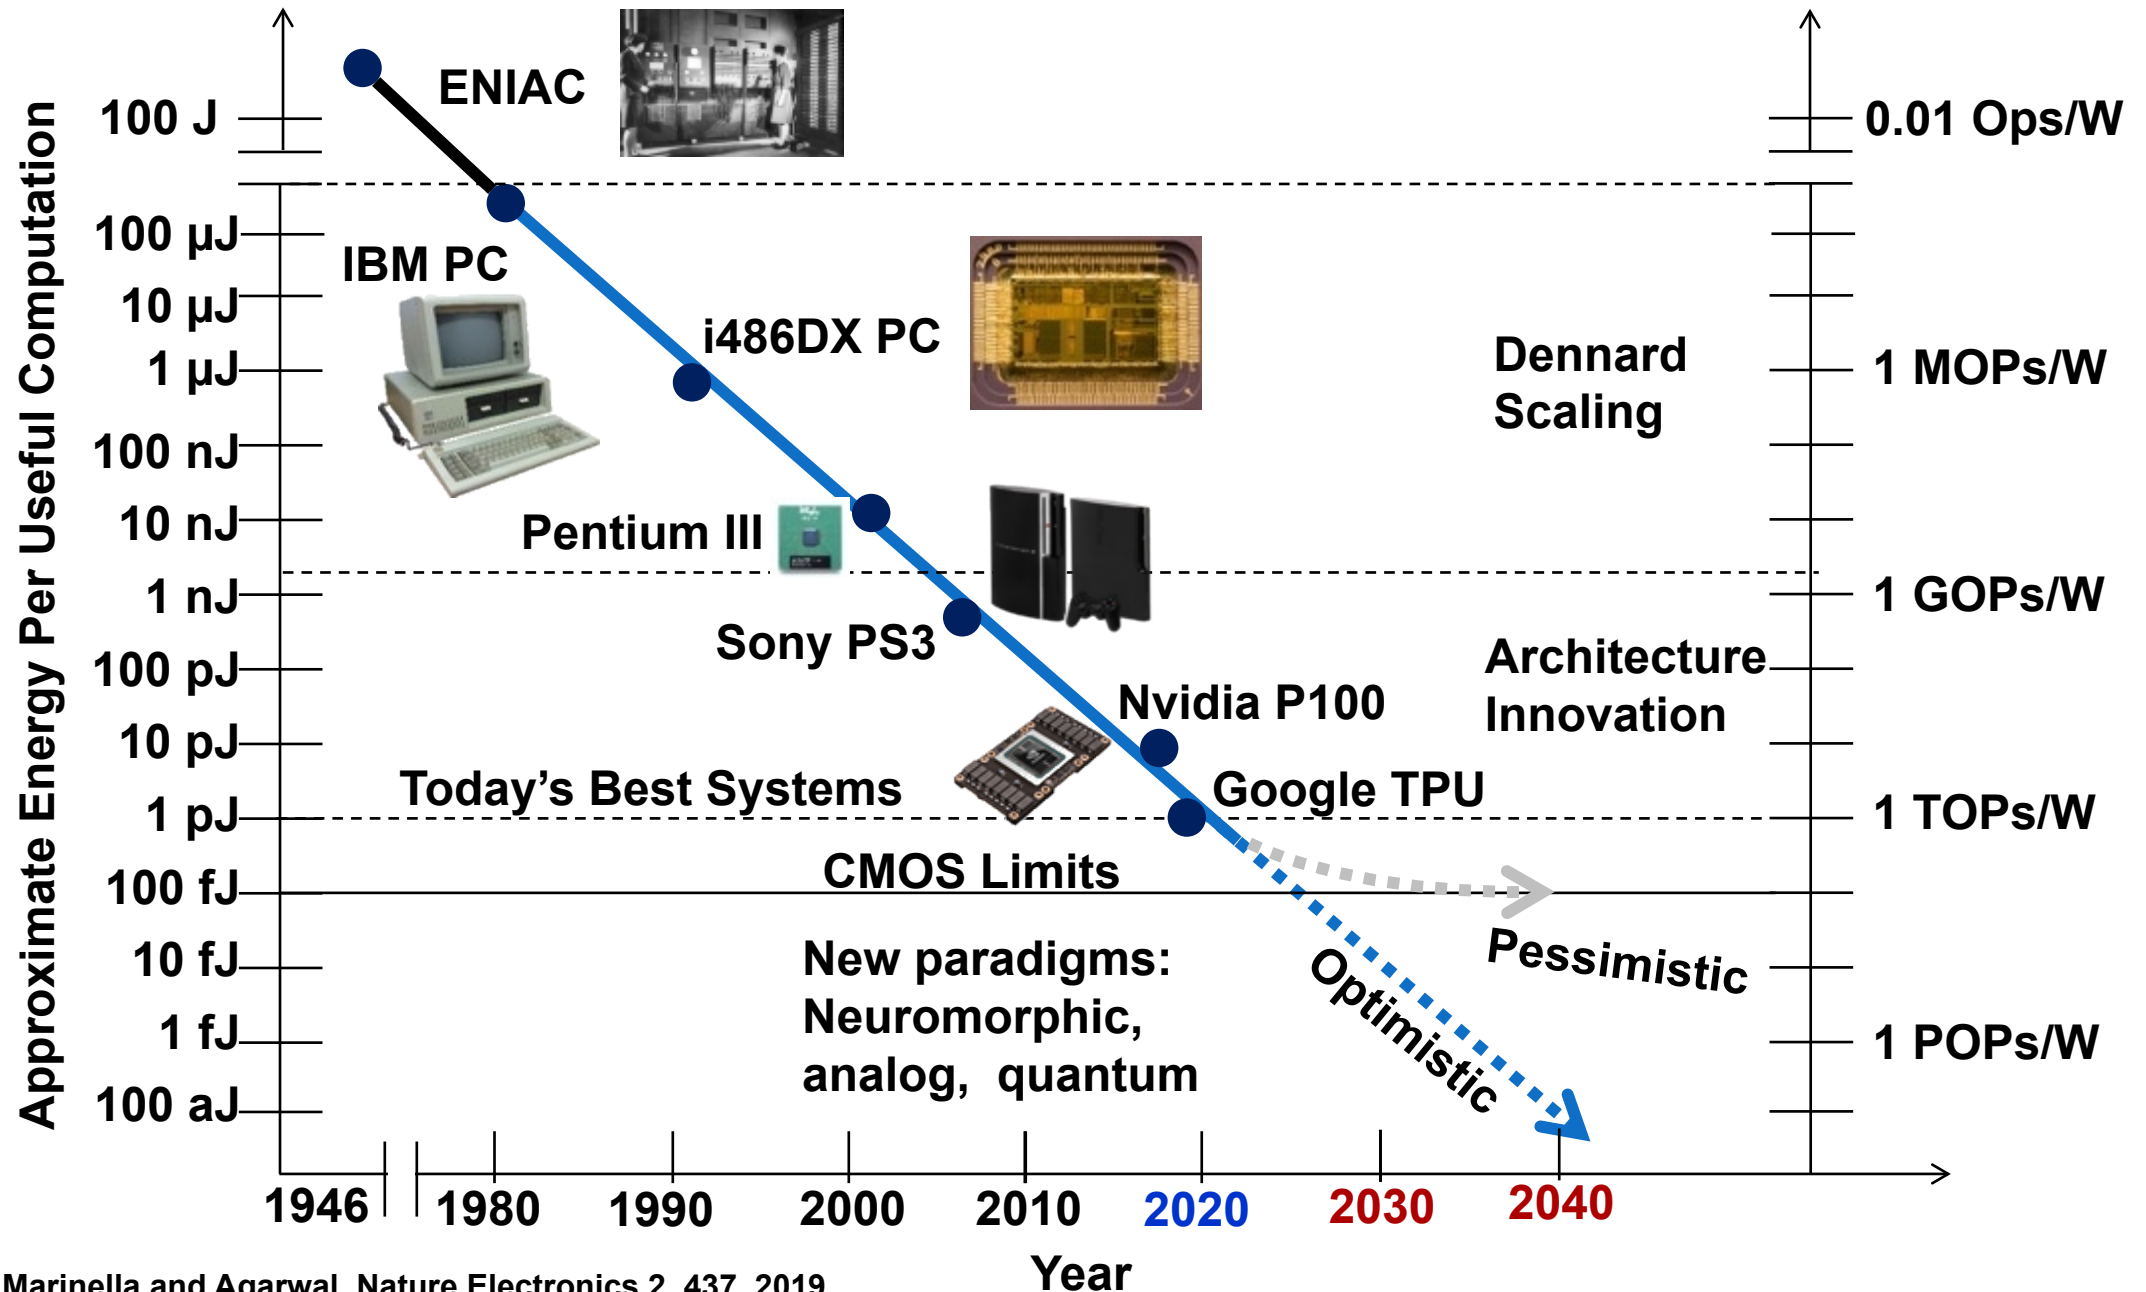 Approximate Energy Per Useful Computation
100 J
100 µJ
10 µJ
1 µJ
100 nJ
10 nJ
1 nJ
100 pJ
10 pJ
1 pJ
100 fJ
10 fJ
1 fJ
100 aJ
ENIAC
IBM PC
i486DX PC
Pentium III
Sony PS3
Nvidia P100
Today’s Best Systems
Google TPU
CMOS Limits
New paradigms:
Neuromorphic,
analog, quantum
Dennard
Scaling
Architecture
Innovation
Pessimistic
Optimistic
0.01 Ops/W
1 MOPs/W
1 GOPs/W
1 TOPs/W
1 POPs/W
1946
1980
1990
2000
2010
2020
2030
2040
Year
Marinella and Agarwal, Nature Electronics 2, 437, 2019